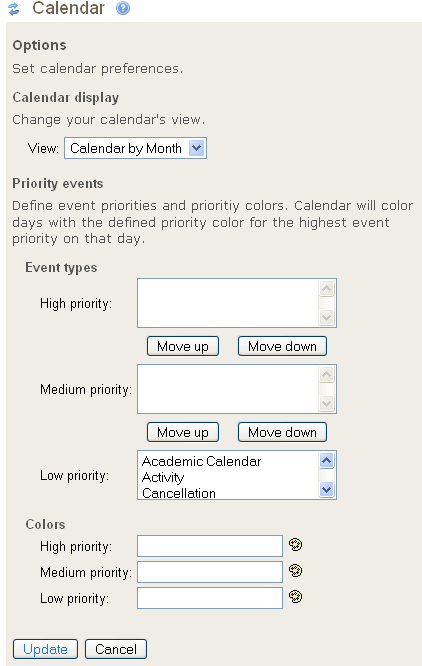 Calendar
Options
Set calendar preferences.
Calendar display
Change your calendar's view.
View: Calendar by Month
Priority events
Define event priorities and prioritiy colors. Calendar will color
days with the defined priority color for the highest event
priority on that day.
Event types
High priority:
Move up Move down
Medium priority:
Move up Move down
Low priority:
Academic Calendar
Activity
Cancellation
Colors
High priority:
Medium priority:
Low priority:
Update Cancel